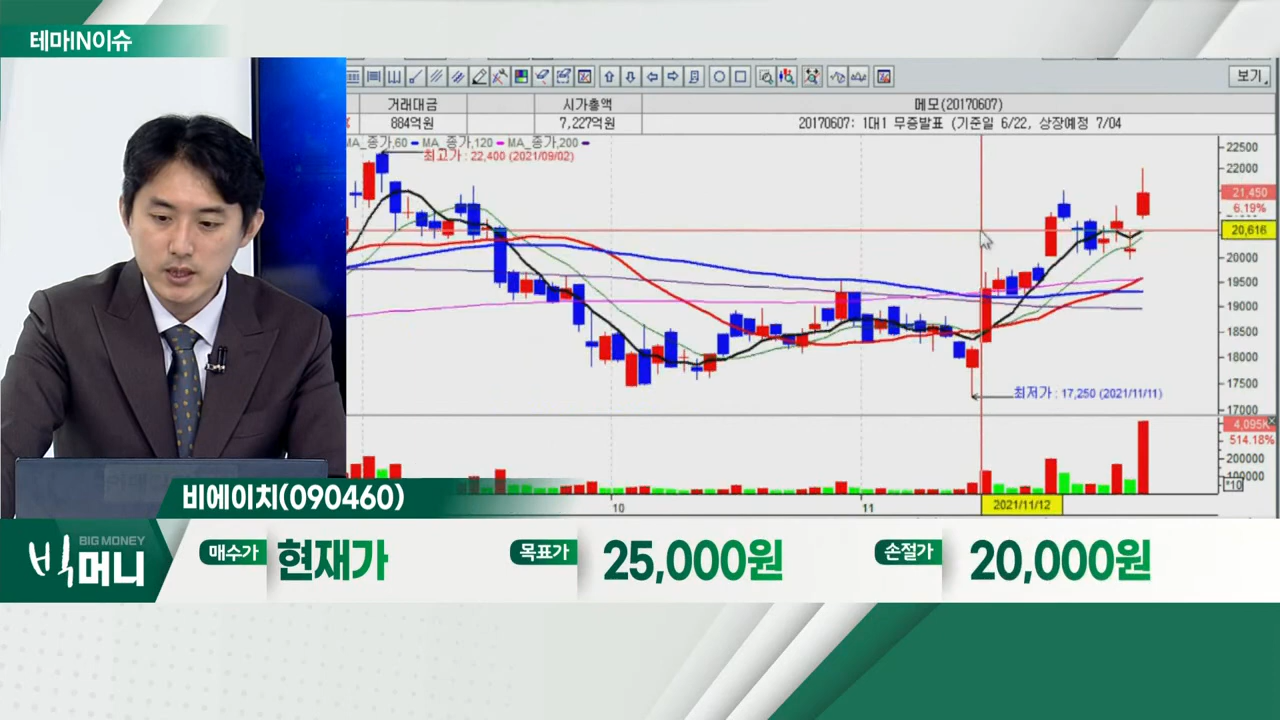 테마IN이슈
보기
거래대금
시가총액
메모(20170607)
884억원
7,227억원
20170607: 1대1 무증발표 (기준일 6/22, 상장예정 7/04
MA_종가,60 MA_종가,120 MA_종가,200
최고가 : 22,400 (2021/09/02)
22500
22000
21,450
6.19%
20,616
20000
19500
19000
18500
18000
17500
17000
최저가 : 17,250 (2021/11/11)
4,095K
514.18%
200000
100000
*10
10
11
2021/11/12
비에이치(090460)
BIG MONEY
빅머니
매수가
현재가
목표가
25,000원
손절가
20,000원